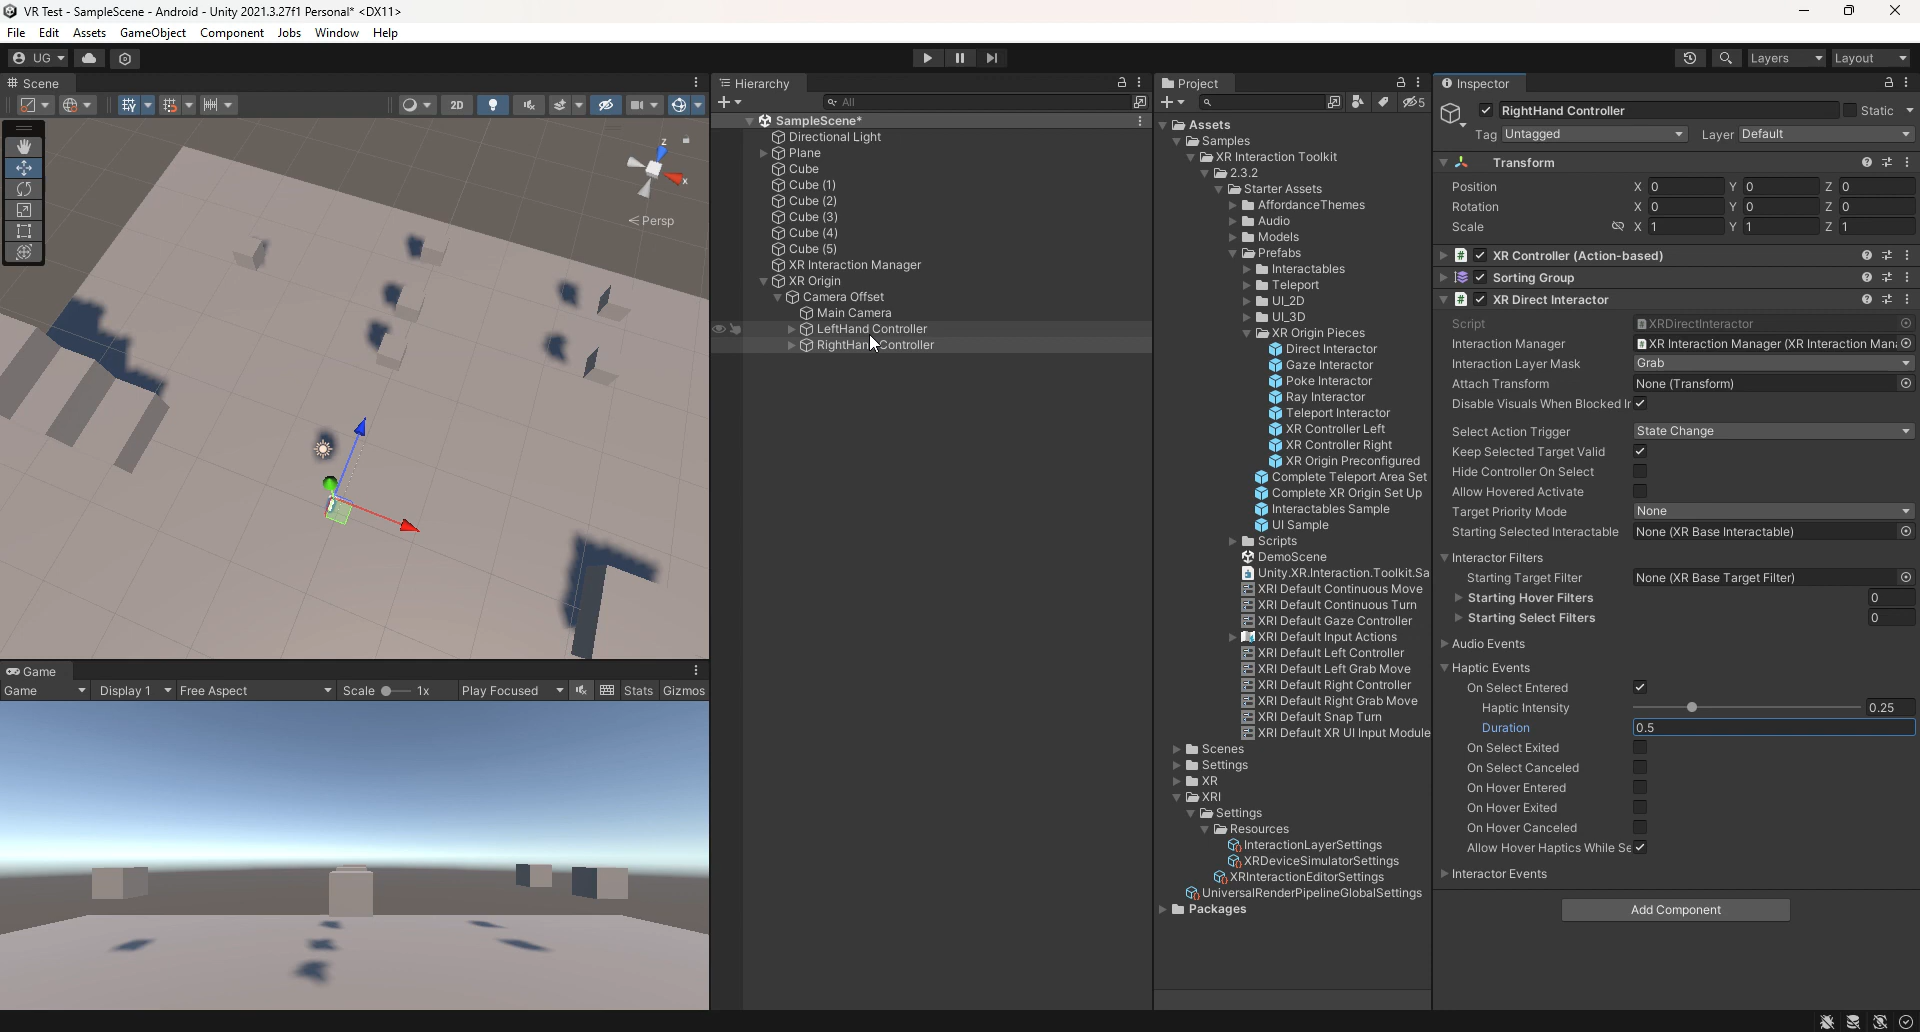 VR Test - SampleScene - Android - Unity 2021.3.27f1 Personal* <DX11>
File Edit Assets GameObject Component Jobs Window Help
UG
Layers
Layout
Scene
2D
z
x
Persp
Game
Game
Display 1
Free Aspect
Scale
1x
Play Focused
Stats
Gizmos
Hierarchy
All
SampleScene*
Directional Light
Plane
Cube
Cube (1)
Cube (2)
Cube (3)
Cube (4)
Cube (5)
XR Interaction Manager
XR Origin
Camera Offset
Main Camera
LeftHand Controller
RightHan Controller
Project
5
Assets
Samples
XR Interaction Toolkit
2.3.2
Starter Assets
AffordanceThemes
Audio
Models
Prefabs
Interactables
Teleport
UI_2D
UI_3D
XR Origin Pieces
Direct Interactor
Gaze Interactor
Poke Interactor
Ray Interactor
Teleport Interactor
XR Controller Left
XR Controller Right
XR Origin Preconfigured
Complete Teleport Area Set
Complete XR Origin Set Up
Interactables Sample
UI Sample
Scripts
DemoScene
Unity.XR.Interaction.Toolkit.Sa
XRI Default Continuous Move
XRI Default Continuous Turn
XRI Default Gaze Controller
XRI Default Input Actions
XRI Default Left Controller
XRI Default Left Grab Move
XRI Default Right Controller
XRI Default Right Grab Move
XRI Default Snap Turn
XRI Default XR UI Input Module
Scenes
Settings
XR
XRI
Settings
Resources
InteractionLayerSettings
XRDeviceSimulatorSettings
XRInteractionEditorSettings
UniversalRenderPipelineGlobalSettings
Packages
Inspector
RightHand Controller
Static
Tag Untagged
Layer Default
Transform
Position X 0 Y 0 Z 0
Rotation X 0 Y 0 Z 0
Scale X 1 Y 1 Z 1
XR Controller (Action-based)
Sorting Group
XR Direct Interactor
Script XRDirectInteractor
Interaction Manager XR Interaction Manager (XR Interaction Mana
Interaction Layer Mask Grab
Attach Transform None (Transform)
Disable Visuals When Blocked Ir
Select Action Trigger State Change
Keep Selected Target Valid
Hide Controller On Select
Allow Hovered Activate
Target Priority Mode None
Starting Selected Interactable None (XR Base Interactable)
Interactor Filters
Starting Target Filter None (XR Base Target Filter)
Starting Hover Filters 0
Starting Select Filters 0
Audio Events
Haptic Events
On Select Entered
Haptic Intensity 0.25
Duration 0.5
On Select Exited
On Select Canceled
On Hover Entered
On Hover Exited
On Hover Canceled
Allow Hover Haptics While Se
Interactor Events
Add Component